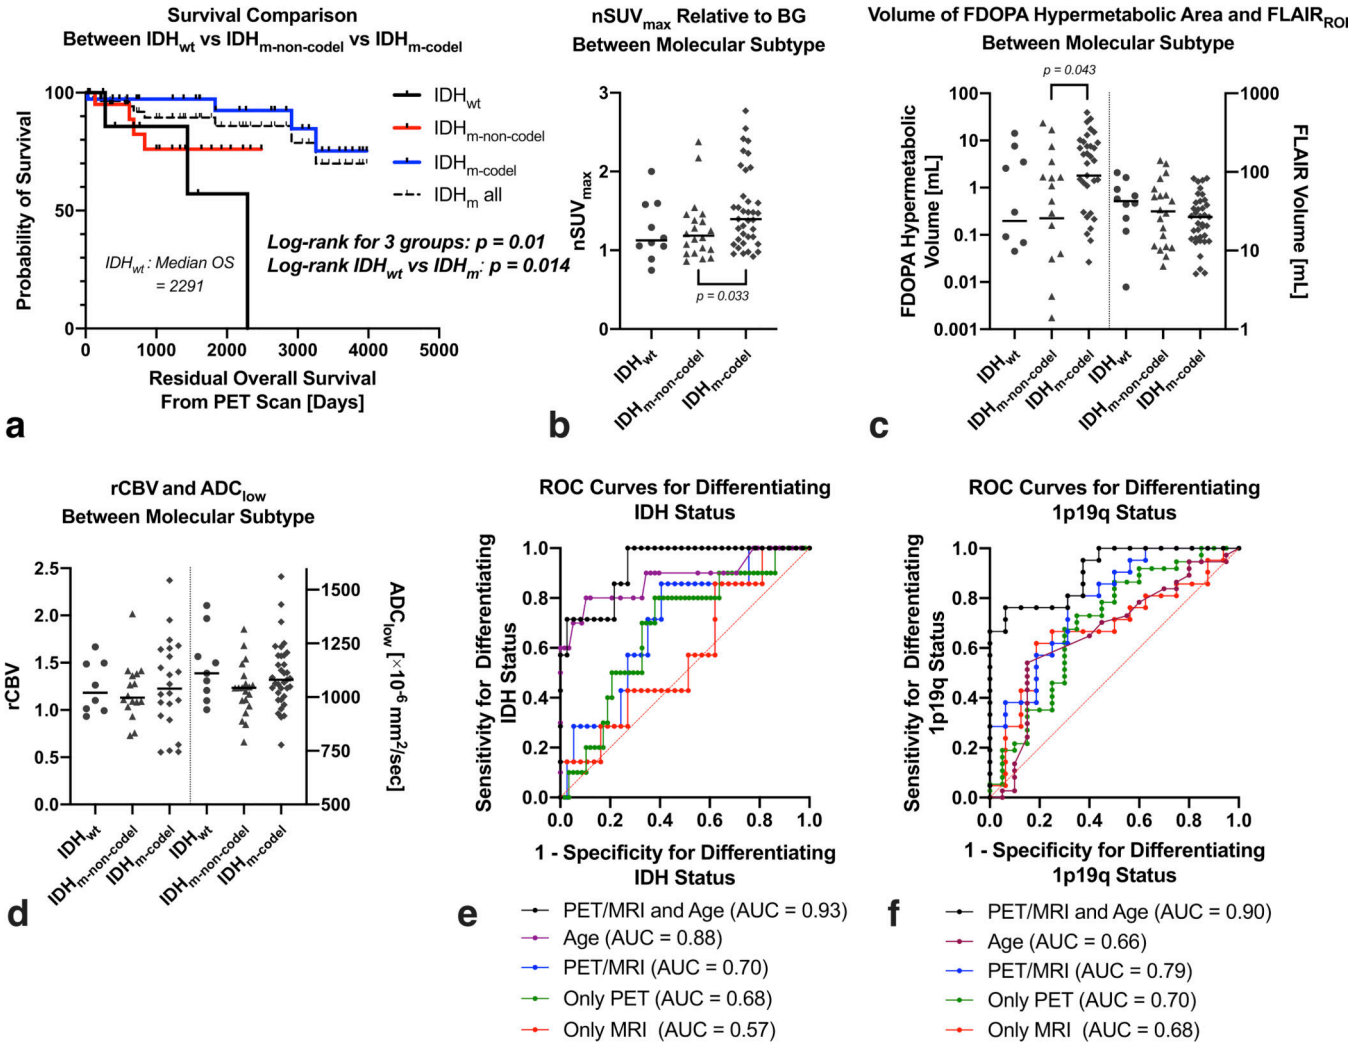 Survival Comparison
Between IDHwt vs IDHm-non-codel vs IDHm-codel
100
50
0
Probability of Survival
0 1000 2000 3000 4000 5000
Residual Overall Survival
From PET Scan [Days]
IDHwt
IDHm-non-codel
IDHm-codel
IDHm all
Log-rank for 3 groups: p = 0.01
Log-rank IDHwt vs IDHm: p = 0.014
IDHwt: Median OS
= 2291
a
nSUVmax Relative to BG
Between Molecular Subtype
nSUVmax
3
2
1
0
p = 0.033
IDHwt
IDHm-non-codel
IDHm-codel
b
Volume of FDOPA Hypermetabolic Area and FLAIRROI
Between Molecular Subtype
p = 0.043
FDOPA Hypermetabolic
Volume [mL]
100
10
1
0.1
0.01
0.001
1000
100
10
1
FLAIR Volume [mL]
IDHwt
IDHm-non-codel
IDHm-codel
IDHwt
IDHm-non-codel
IDHm-codel
c
rCBV and ADClow
Between Molecular Subtype
rCBV
2.5
2.0
1.5
1.0
0.5
0.0
1500
1250
1000
750
500
ADClow [×10-6 mm2/sec]
IDHwt
IDHm-non-codel
IDHm-codel
IDHwt
IDHm-non-codel
IDHm-codel
d
ROC Curves for Differentiating
IDH Status
Sensitivity for Differentiating
IDH Status
1.0
0.8
0.6
0.4
0.2
0.0
0.0 0.2 0.4 0.6 0.8 1.0
1 - Specificity for Differentiating
IDH Status
e
PET/MRI and Age (AUC = 0.93)
Age (AUC = 0.88)
PET/MRI (AUC = 0.70)
Only PET (AUC = 0.68)
Only MRI (AUC = 0.57)
ROC Curves for Differentiating
1p19q Status
Sensitivity for Differentiating
1p19q Status
1.0
0.8
0.6
0.4
0.2
0.0
0.0 0.2 0.4 0.6 0.8 1.0
1 - Specificity for Differentiating
1p19q Status
f
PET/MRI and Age (AUC = 0.90)
Age (AUC = 0.66)
PET/MRI (AUC = 0.79)
Only PET (AUC = 0.70)
Only MRI (AUC = 0.68)